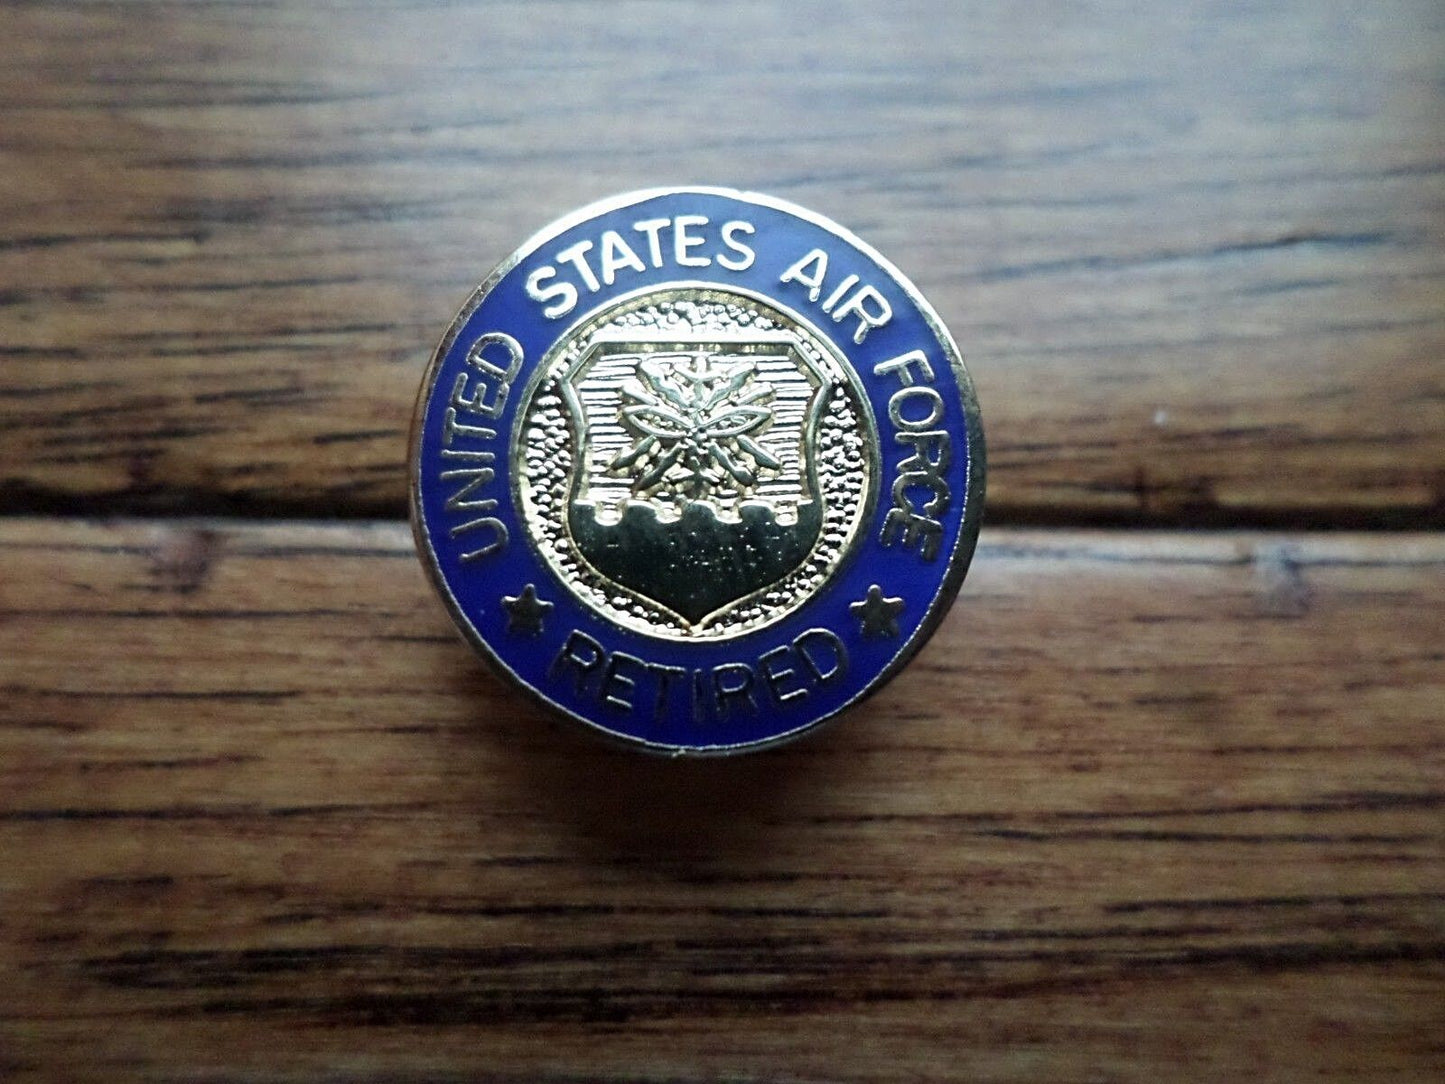 UNITED STATES AIR FORCE
RETIRED